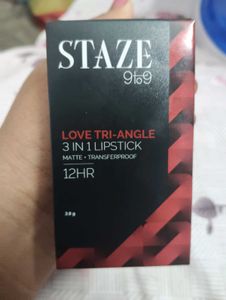 STAZE
9to9
LOVE TRI-ANGLE
3 IN 1 LIPSTICK
MATTE • TRANSFERPROOF
12HR